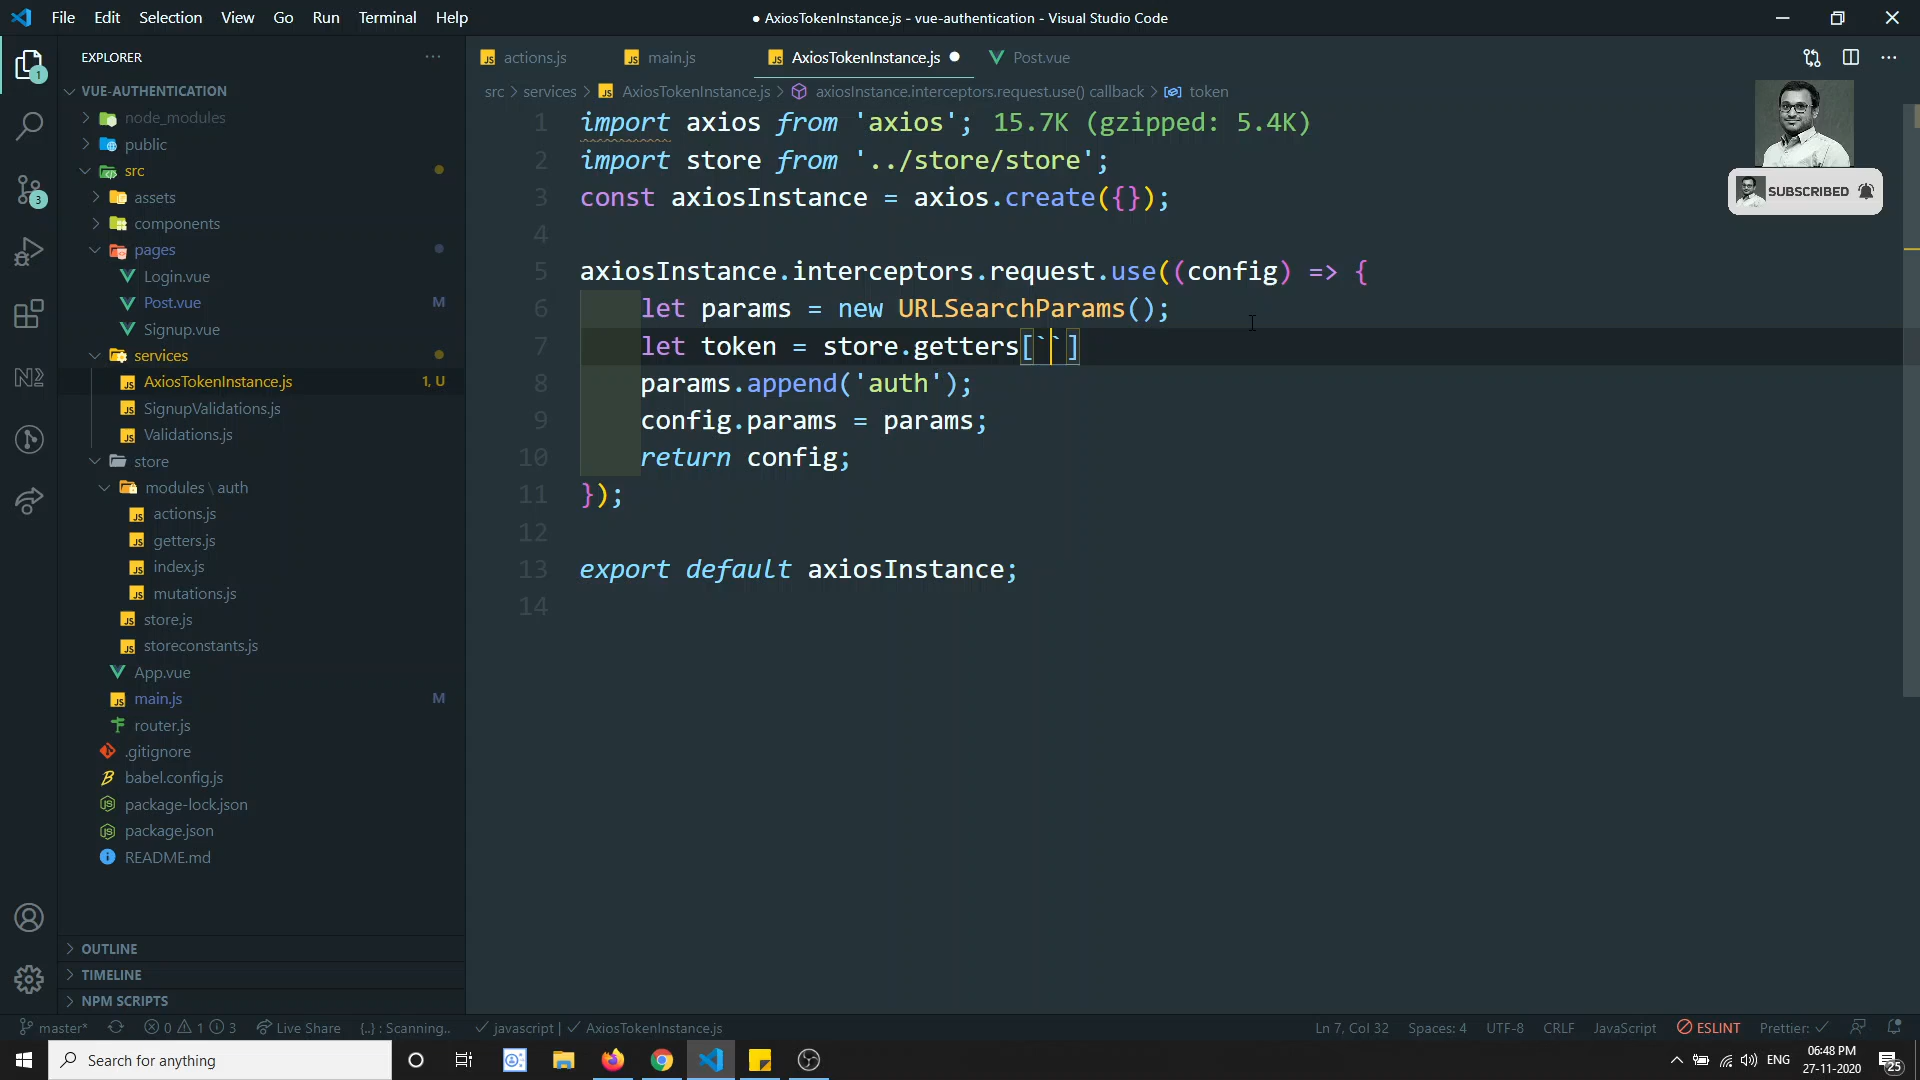 File Edit Selection View Go Run Terminal Help
● AxiosTokenInstance.js - vue-authentication - Visual Studio Code
EXPLORER
actions.js
main.js
AxiosTokenInstance.js
Post.vue
src > services > AxiosTokenInstance.js > axiosInstance.interceptors.request.use() callback > token
VUE-AUTHENTICATION
node_modules
public
src
assets
components
pages
Login.vue
Post.vue M
Signup.vue
services
AxiosTokenInstance.js 1, U
SignupValidations.js
Validations.js
store
modules \ auth
actions.js
getters.js
index.js
mutations.js
store.js
storeconstants.js
App.vue
main.js M
router.js
.gitignore
babel.config.js
package-lock.json
package.json
README.md
OUTLINE
TIMELINE
NPM SCRIPTS
1 import axios from 'axios'; 15.7K (gzipped: 5.4K)
2 import store from '../store/store';
3 const axiosInstance = axios.create({});
4
5 axiosInstance.interceptors.request.use((config) => {
6 let params = new URLSearchParams();
7 let token = store.getters[``]
8 params.append('auth');
9 config.params = params;
10 return config;
11 });
12
13 export default axiosInstance;
14
SUBSCRIBED
1
3
master* 0 1 3 Live Share {..} : Scanning.. javascript | AxiosTokenInstance.js
Ln 7, Col 32 Spaces: 4 UTF-8 CRLF JavaScript ESLINT Prettier: ✓
Search for anything
ENG
06:48 PM
27-11-2020
25